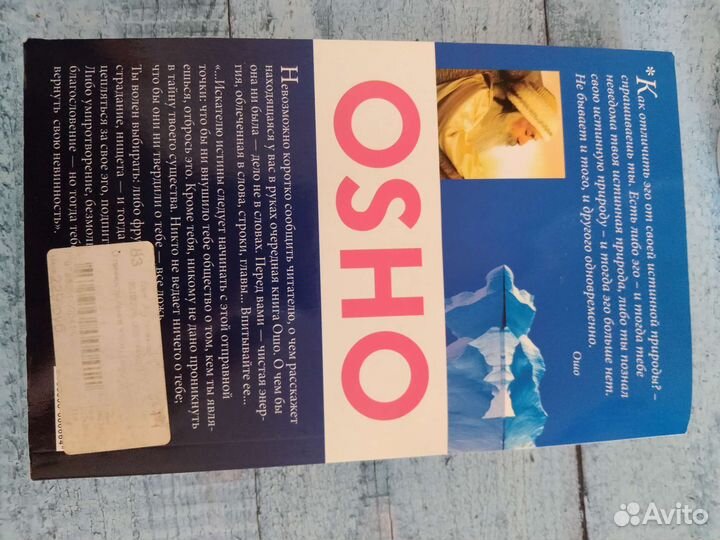 *Как отличить эго от своей истинной природы? –
спрашиваешь ты. Есть либо эго – и тогда тебе
неведома твоя истинная природа, либо ты познал
свою истинную природу – и тогда эго больше нет.
Не бывает и того, и другого одновременно.
Ошо
OSHO
Невозможно коротко сообщить читателю, о чем расскажет
находящаяся у вас в руках очередная книга Ошо. О чем бы
она ни была — дело не в словах. Перед вами — чистая энер-
гия, облеченная в слова, строки, главы... Впитывайте ее...
«...Искателю истины следует начинать с этой отправной
точки: что бы ни внушило тебе общество о том, кем ты явля-
ешься, отбрось это. Кроме тебя, никому не дано проникнуть
в тайну твоего существа. Никто не ведает ничего о тебе;
что бы они ни твердили о тебе — все ложь.
Ты волен выбирать: либо
страдание, нищета — и тогда
цепляться за свое эго,
Либо умиротворение,
благословение — но тогда
вернуть свою невинность».
83
Avito